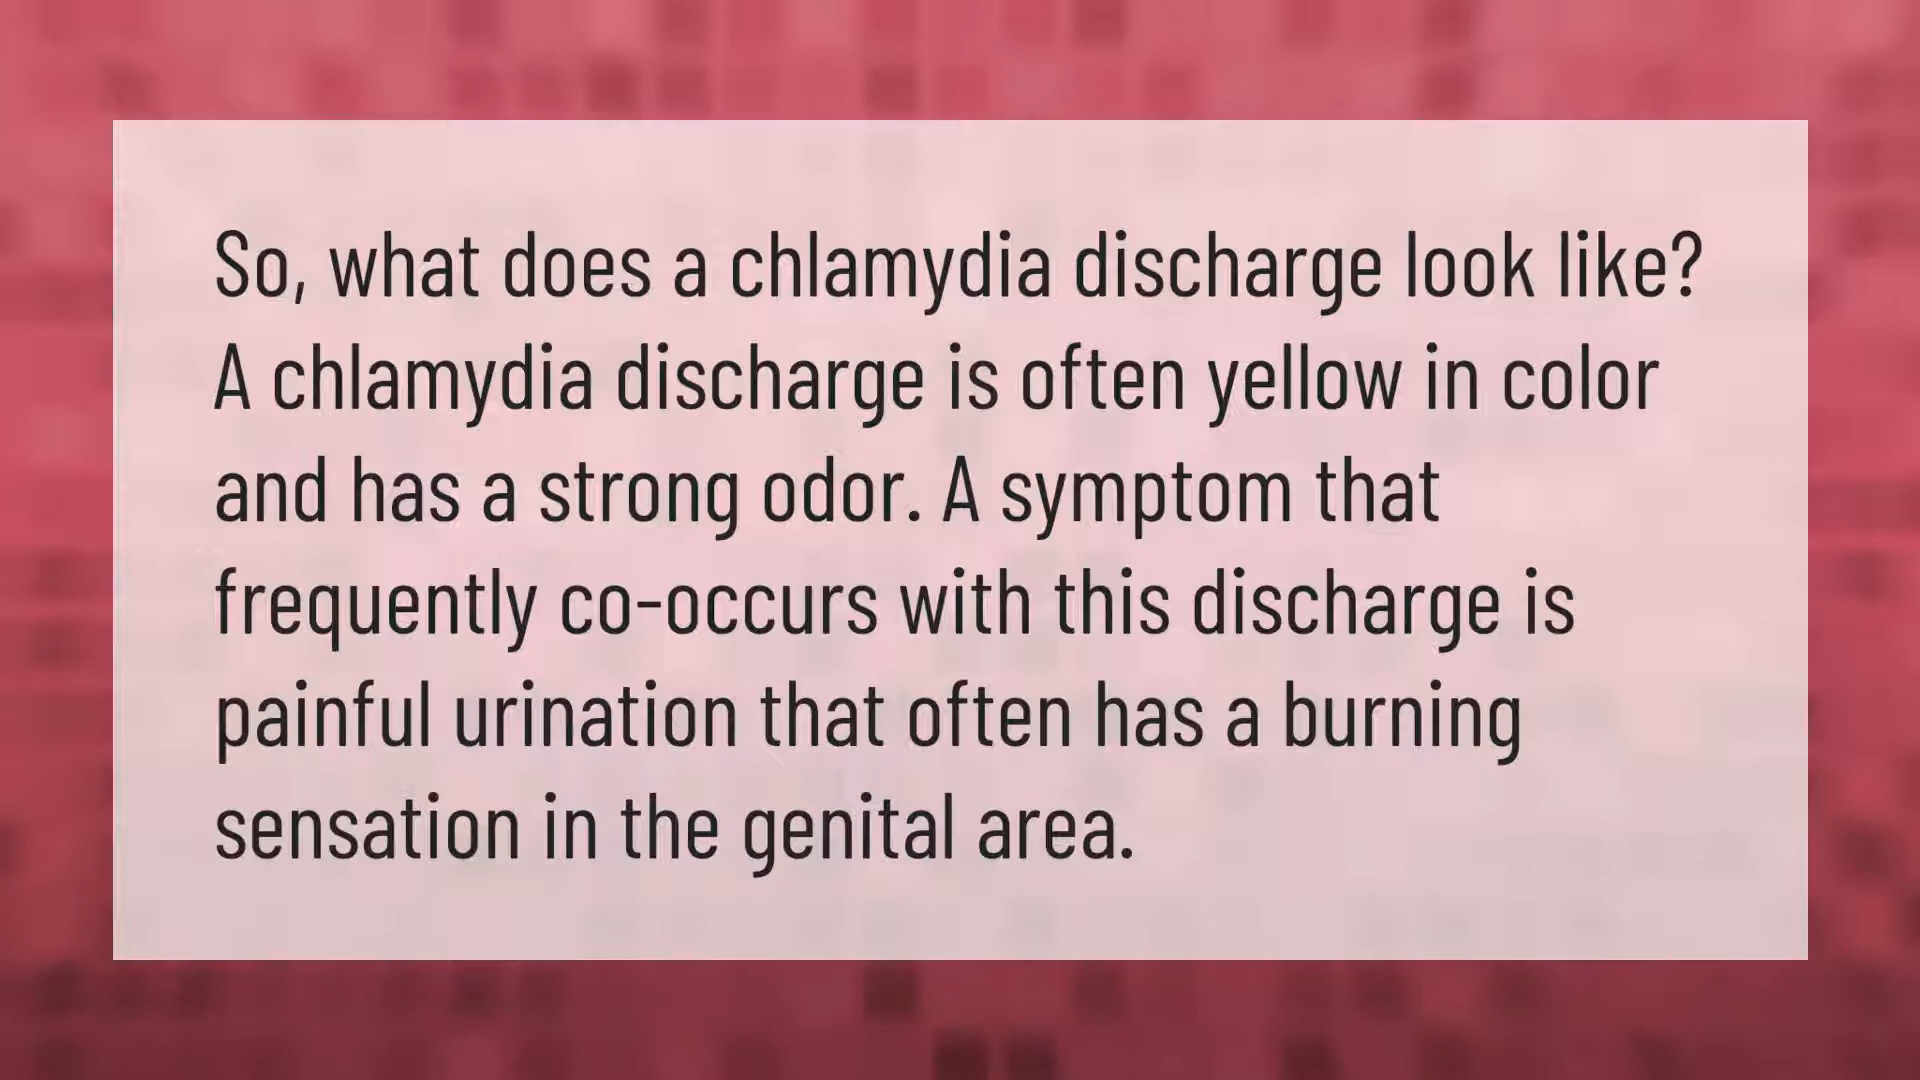 So, what does a chlamydia discharge look like?
A chlamydia discharge is often yellow in color
and has a strong odor. A symptom that
frequently co-occurs with this discharge is
painful urination that often has a burning
sensation in the genital area.